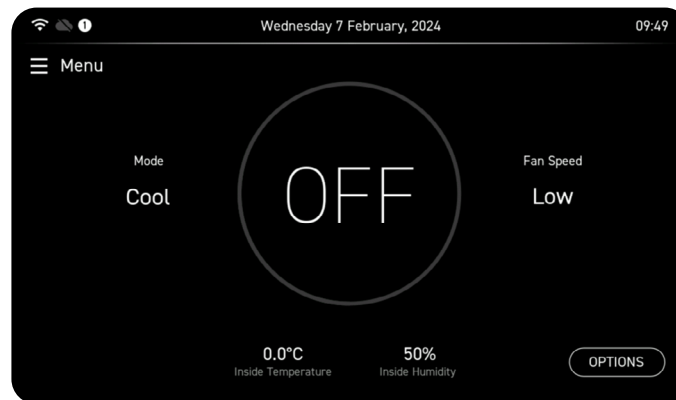 1 Wednesday 7 February, 2024 09:49
Menu
Mode Fan Speed
Cool OFF Low
0.0°C 50%
Inside Temperature Inside Humidity
OPTIONS